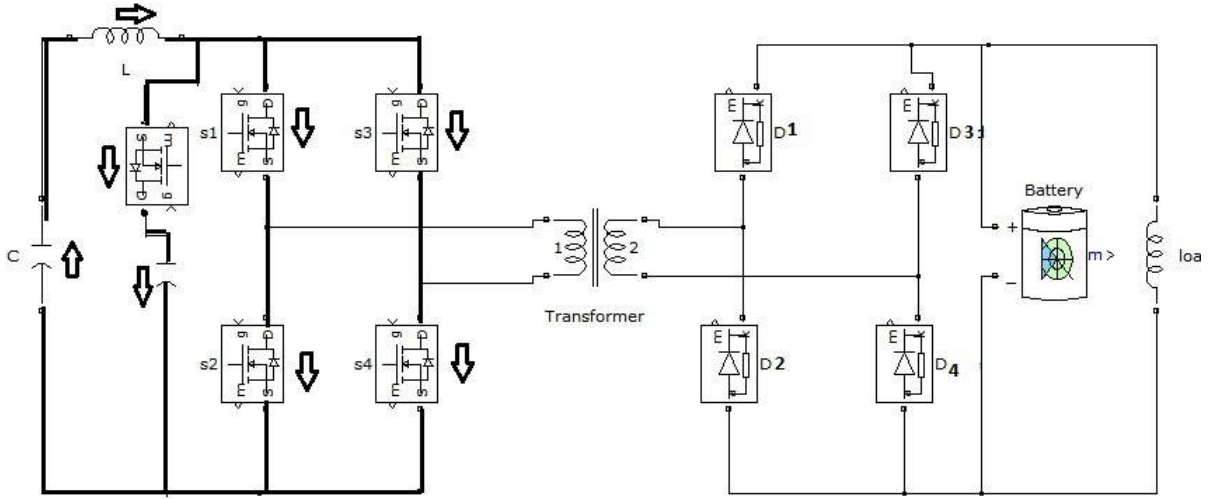 L
s1
g
D
m
S
s3
g
D
m
S
S
m
D
g
C
s2
g
D
m
S
s4
g
D
m
S
1
2
Transformer
E
D1
E
D3
E
D2
E
D4
Battery
+
m >
−
loa